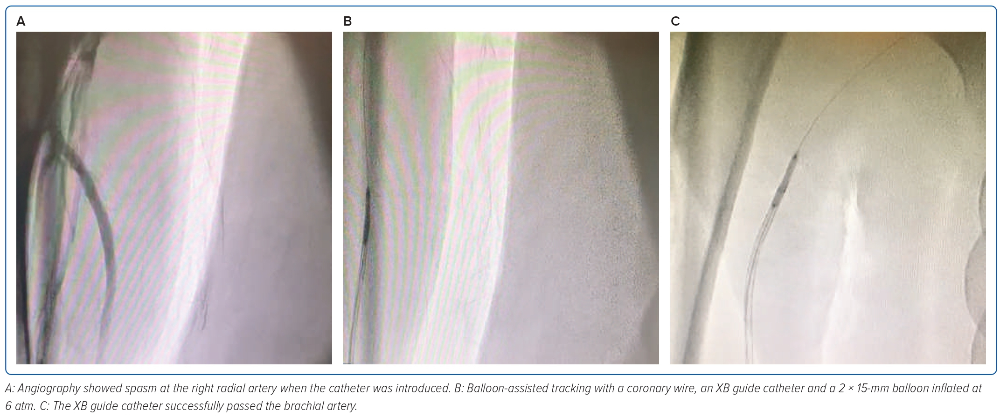 A
B
C
A: Angiography showed spasm at the right radial artery when the catheter was introduced. B: Balloon-assisted tracking with a coronary wire, an XB guide catheter and a 2 × 15-mm balloon inflated at
6 atm. C: The XB guide catheter successfully passed the brachial artery.